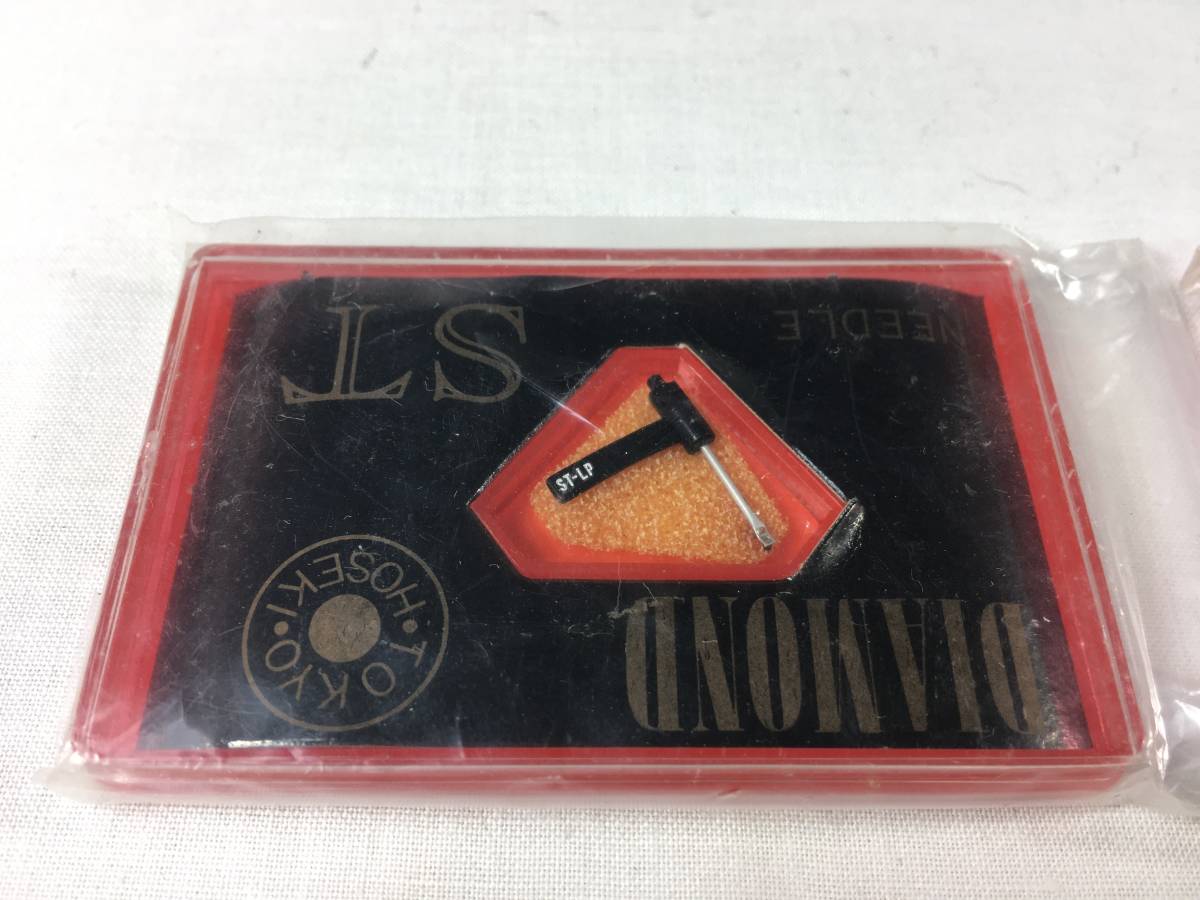 DIAMOND
NEEDLE
ST
TOKYO•HOSEKI•
ST-LP